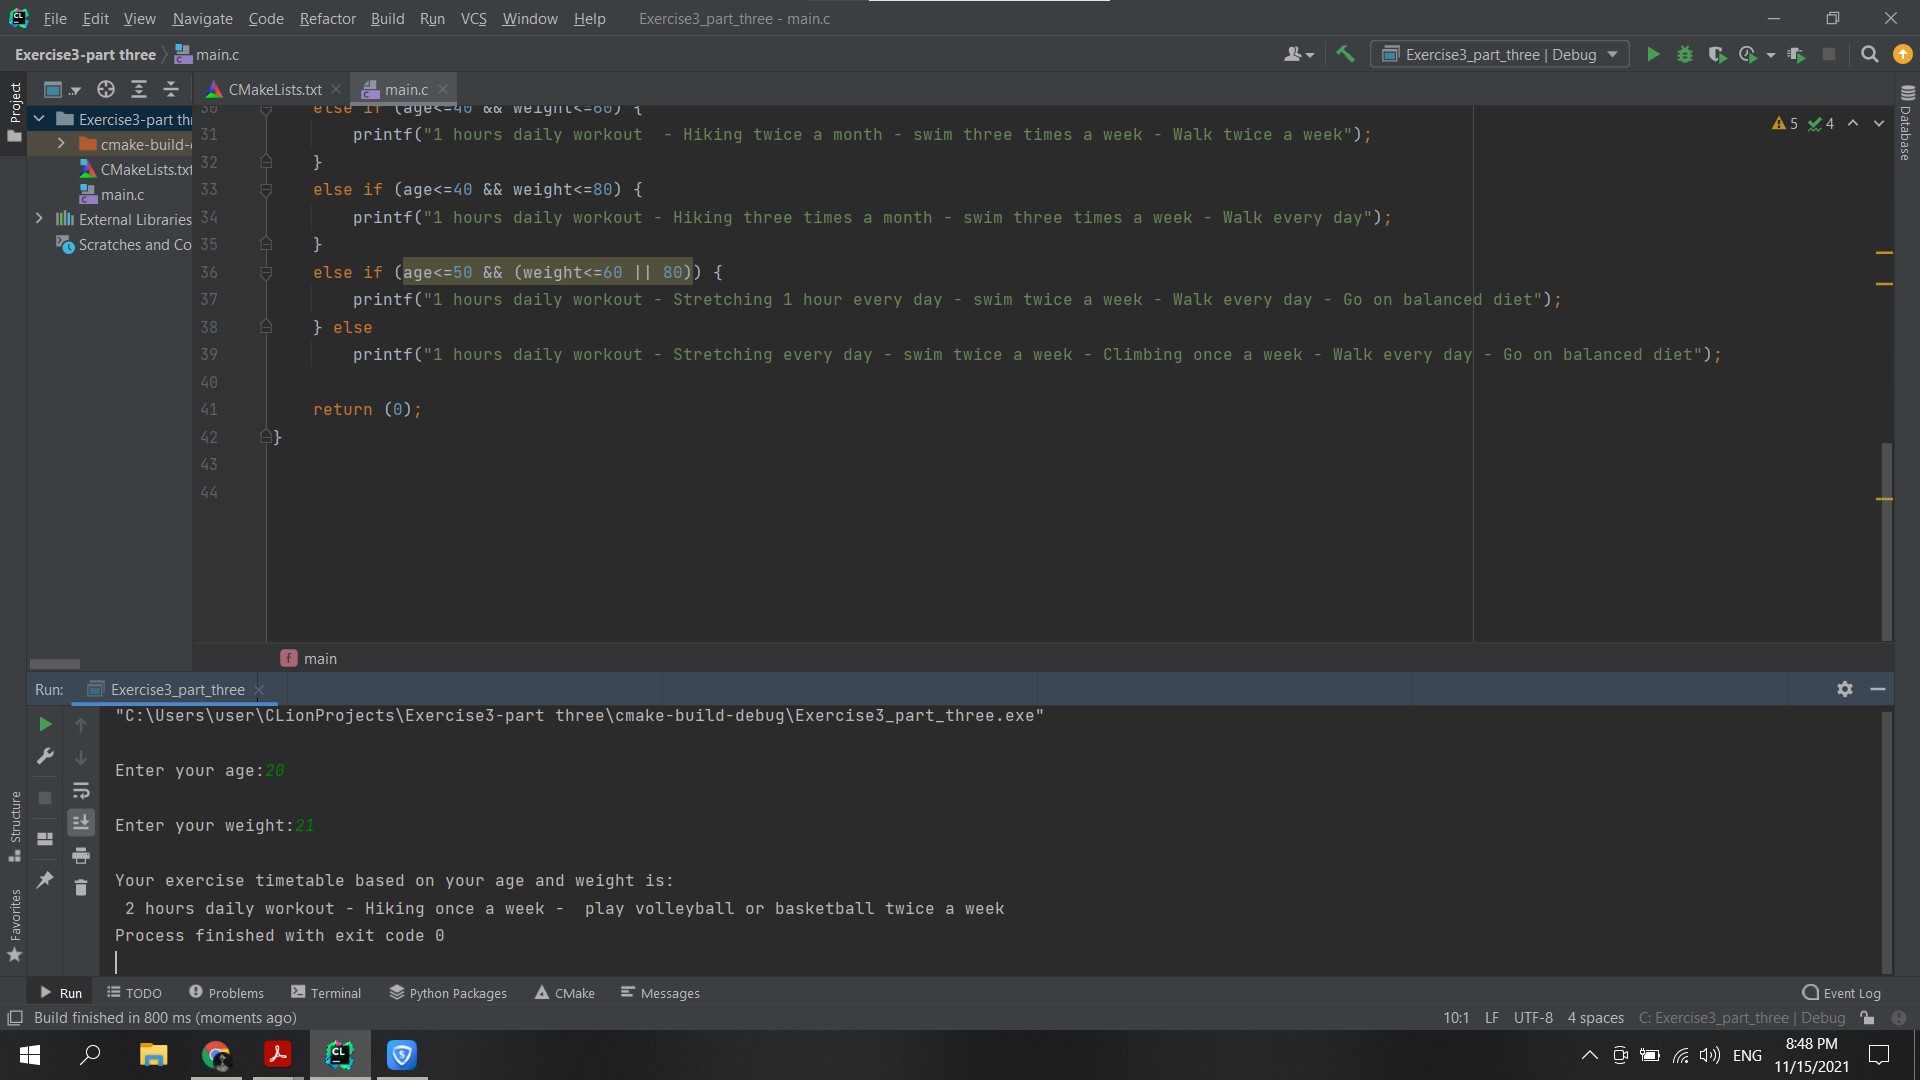 File Edit View Navigate Code Refactor Build Run VCS Window Help Exercise3_part_three - main.c
Exercise3-part three main.c Exercise3_part_three | Debug
Project CMakeLists.txt main.c Database
Exercise3-part thr
cmake-build-
CMakeLists.txt
main.c
External Libraries
Scratches and Co
5 4
30 else if (age<=40 && weight<=60) {
31 printf("1 hours daily workout  - Hiking twice a month - swim three times a week - Walk twice a week");
32 }
33 else if (age<=40 && weight<=80) {
34 printf("1 hours daily workout - Hiking three times a month - swim three times a week - Walk every day");
35 }
36 else if (age<=50 && (weight<=60 || 80)) {
37 printf("1 hours daily workout - Stretching 1 hour every day - swim twice a week - Walk every day - Go on balanced diet");
38 } else
39 printf("1 hours daily workout - Stretching every day - swim twice a week - Climbing once a week - Walk every day - Go on balanced diet");
40
41 return (0);
42 }
43
44
f main
Run: Exercise3_part_three
"C:\Users\user\CLionProjects\Exercise3-part three\cmake-build-debug\Exercise3_part_three.exe"
Enter your age:20
Enter your weight:21
Your exercise timetable based on your age and weight is:
2 hours daily workout - Hiking once a week -  play volleyball or basketball twice a week
Process finished with exit code 0
Structure
Favorites
Run TODO Problems Terminal Python Packages CMake Messages Event Log
Build finished in 800 ms (moments ago) 10:1 LF UTF-8 4 spaces C: Exercise3_part_three | Debug
CL ENG 8:48 PM
11/15/2021